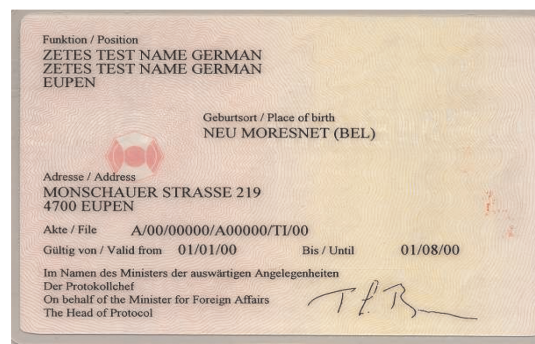 Funktion / Position
ZETES TEST NAME GERMAN
ZETES TEST NAME GERMAN
EUPEN
Geburtsort / Place of birth
NEU MORESNET (BEL)
Adresse / Address
MONSCHAUER STRASSE 219
4700 EUPEN
Akte / File A/00/00000/A00000/TI/00
Gültig von / Valid from 01/01/00 Bis / Until 01/08/00
Im Namen des Ministers der auswärtigen Angelegenheiten
Der Protokollchef
On behalf of the Minister for Foreign Affairs
The Head of Protocol